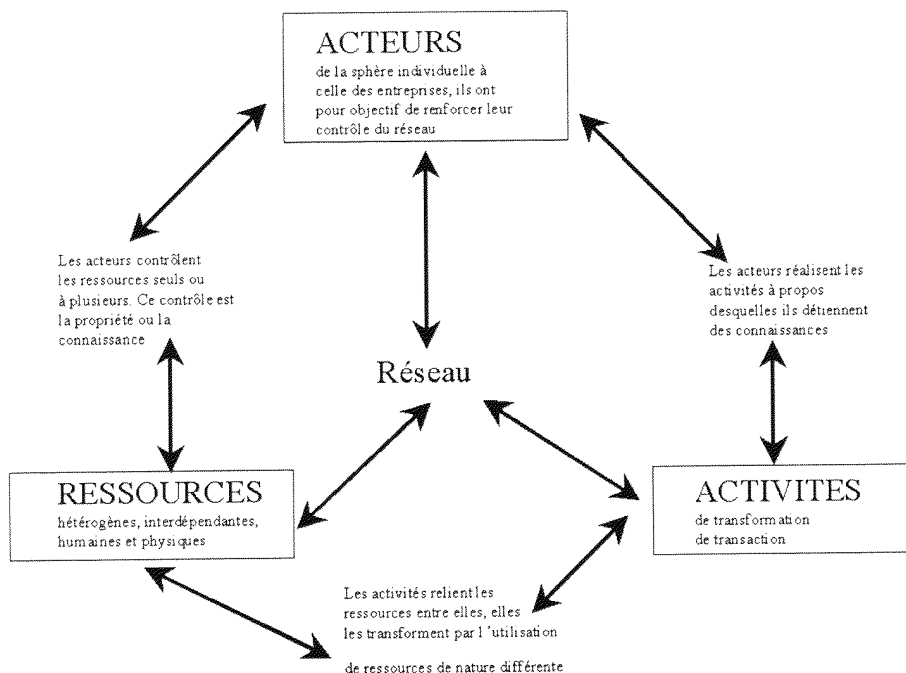 ACTEURS
de la sphère individuelle à
celle des entreprises, ils ont
pour objectif de renforcer leur
contrôle du réseau
Les acteurs contrôlent
les ressources seuls ou
à plusieurs. Ce contrôle est
la propriété ou la
connaissance
Les acteurs réalisent les
activités à propos
desquelles ils détiennent
des connaissances
Réseau
RESSOURCES
hétérogènes, interdépendantes,
humaines et physiques
ACTIVITES
de transformation
de transaction
Les activités relient les
ressources entre elles, elles
les transforment par l'utilisation
de ressources de nature différente